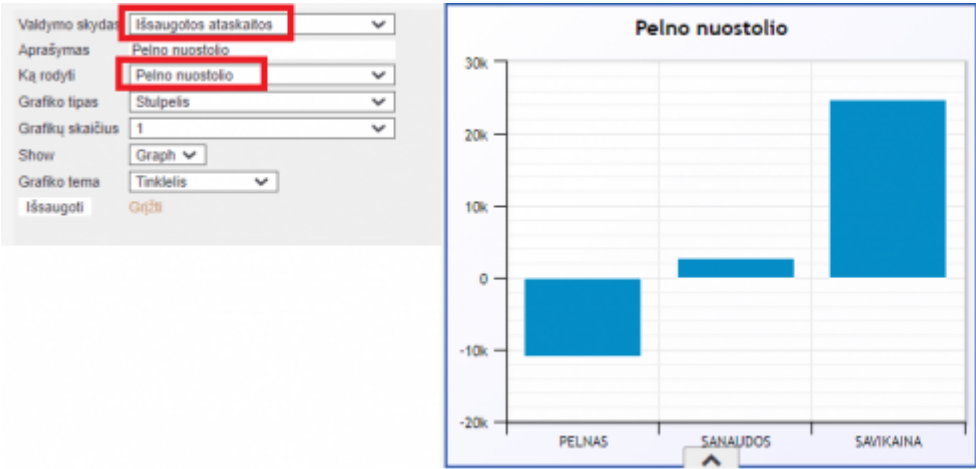 Valdymo skydas Išsaugotos ataskaitos
Aprašymas Pelno nuostolio
Ką rodyti Pelno nuostolio
Grafiko tipas Stulpelis
Grafikų skaičius 1
Show Graph
Grafiko tema Tinklelis
Išsaugoti Grįžti
Pelno nuostolio
30k
20k
10k
0
-10k
-20k
PELNAS SANAUDOS SAVIKAINA